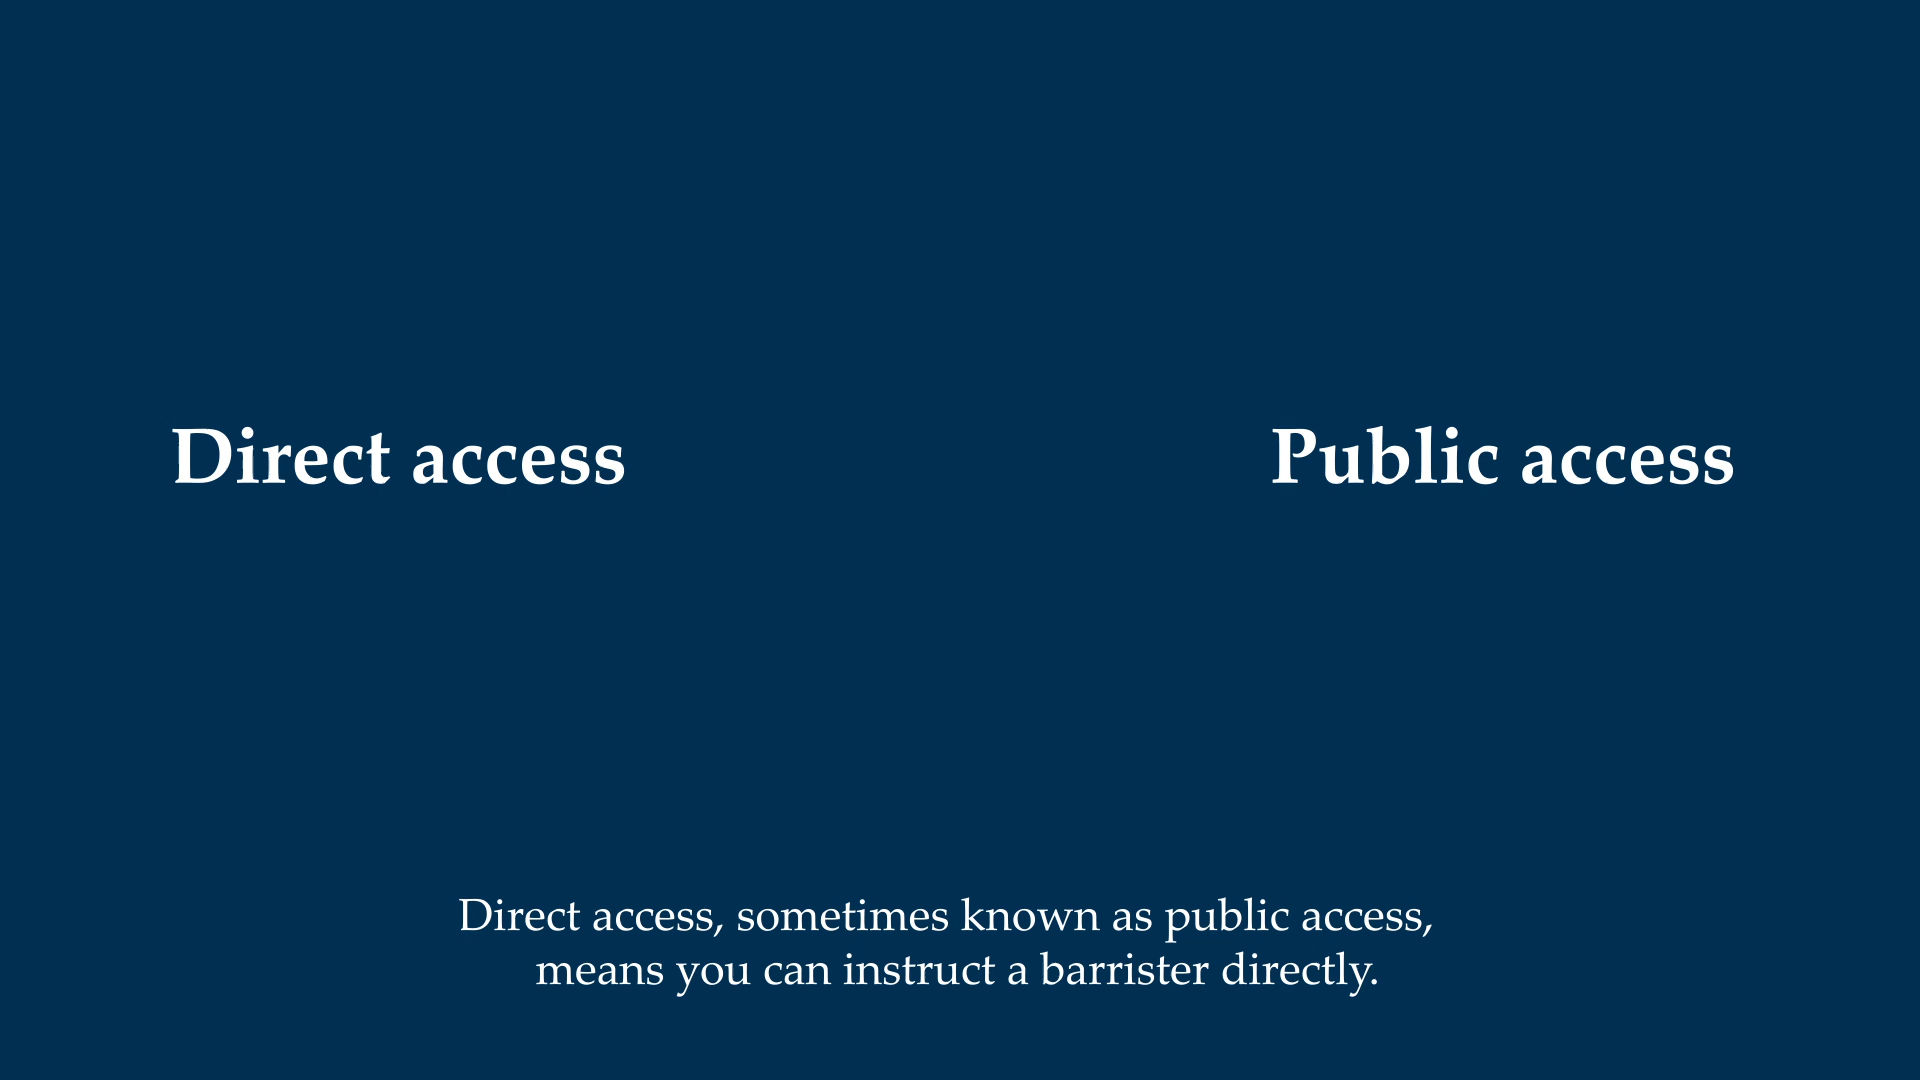 Direct access
Public access
Direct access, sometimes known as public access,
means you can instruct a barrister directly.